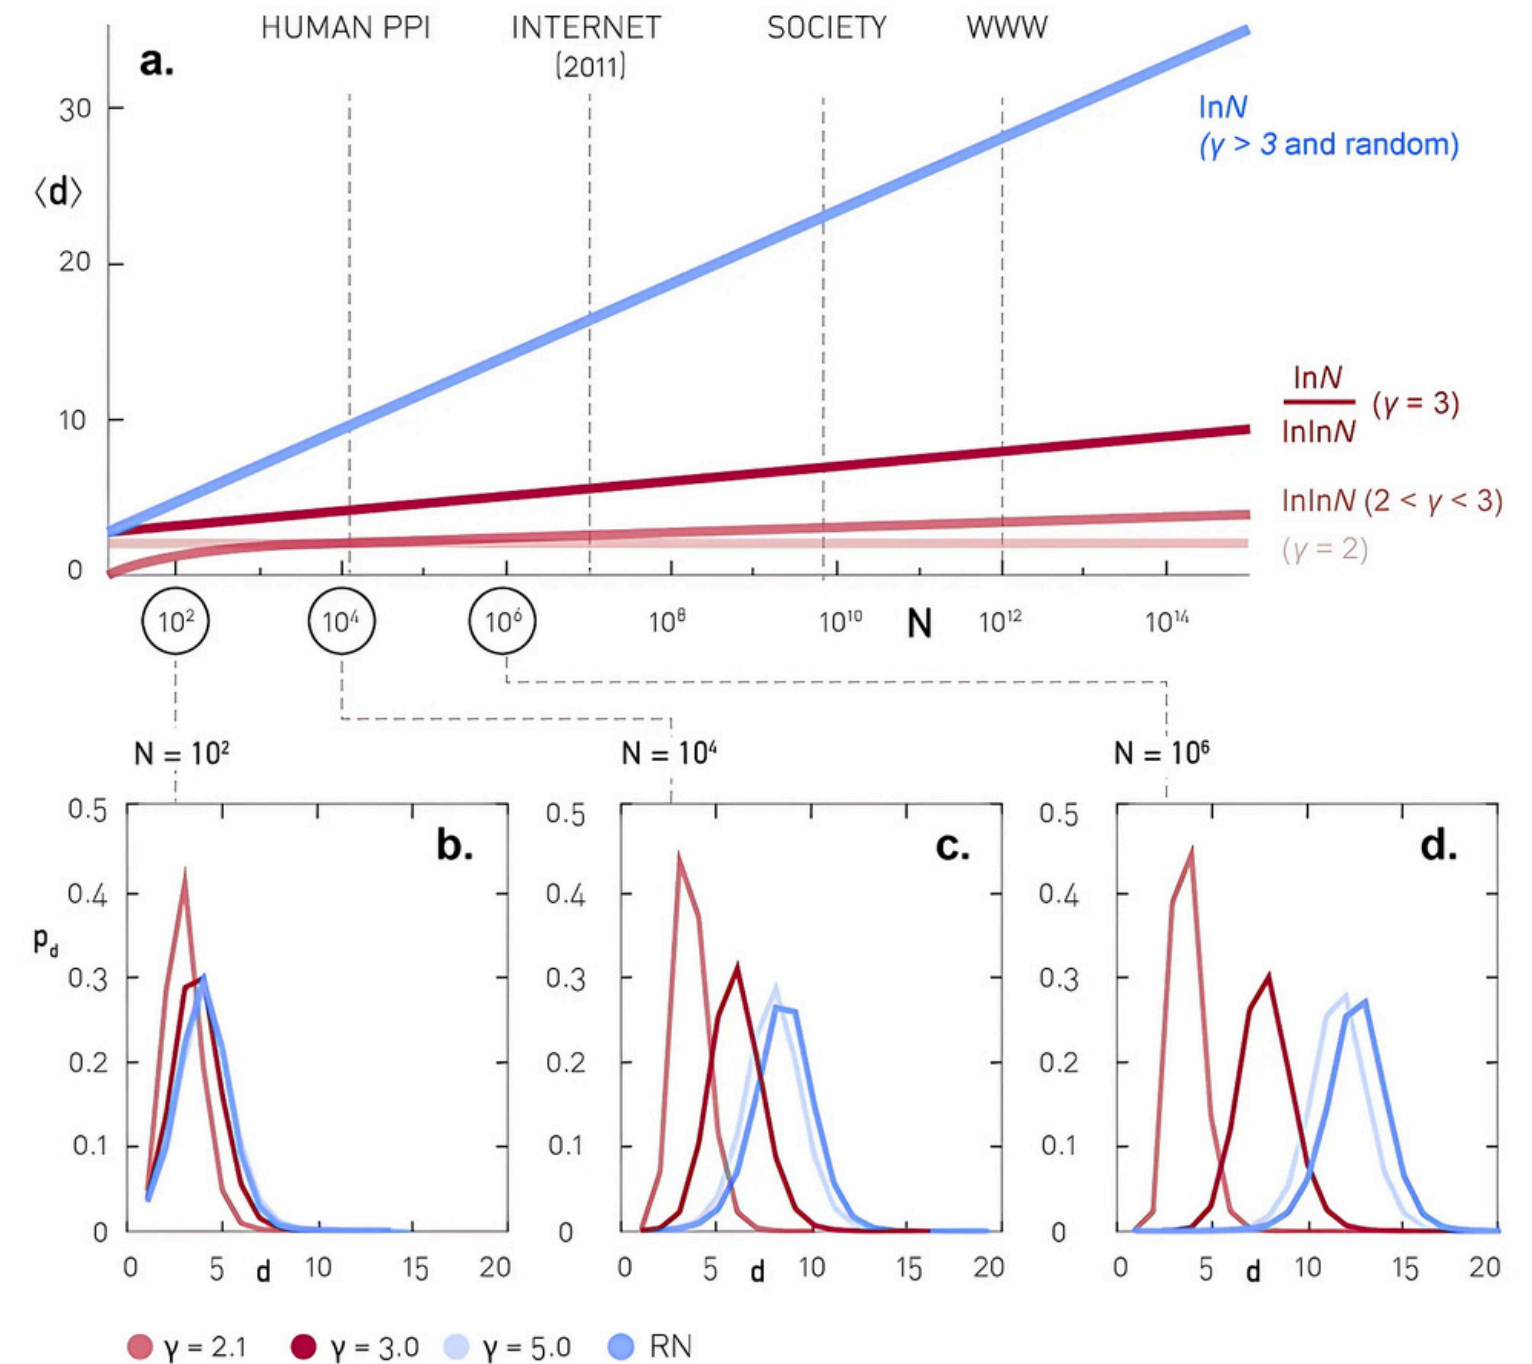 HUMAN PPI INTERNET SOCIETY WWW
(2011)
a.
30
20
10
0
⟨d⟩
lnN
(γ > 3 and random)
lnN
lnlnN
(γ = 3)
lnlnN (2 < γ < 3)
(γ = 2)
10² 10⁴ 10⁶ 10⁸ 10¹⁰ N 10¹² 10¹⁴
N = 10² N = 10⁴ N = 10⁶
b.
0.5
0.4
0.3
0.2
0.1
0
p_d
0 5 d 10 15 20
c.
0.5
0.4
0.3
0.2
0.1
0
0 5 d 10 15 20
d.
0.5
0.4
0.3
0.2
0.1
0
0 5 d 10 15 20
γ = 2.1 γ = 3.0 γ = 5.0 RN